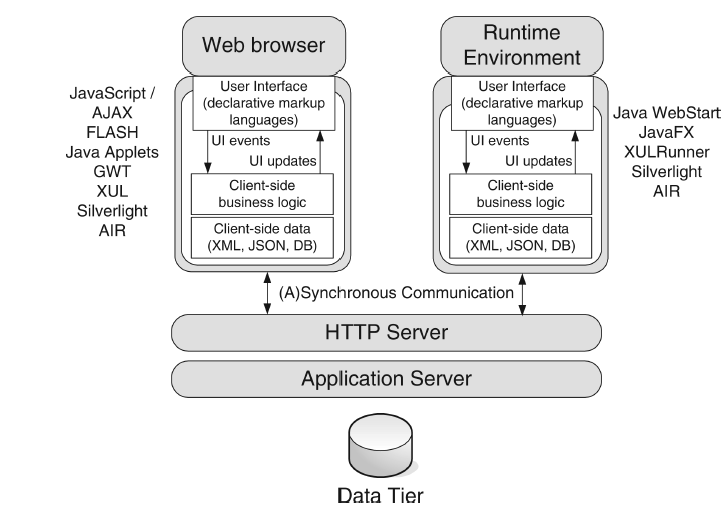 Web browser
Runtime
Environment
JavaScript /
AJAX
FLASH
Java Applets
GWT
XUL
Silverlight
AIR
User Interface
(declarative markup
languages)
UI events
UI updates
Client-side
business logic
Client-side data
(XML, JSON, DB)
User Interface
(declarative markup
languages)
UI events
UI updates
Client-side
business logic
Client-side data
(XML, JSON, DB)
Java WebStart
JavaFX
XULRunner
Silverlight
AIR
(A)Synchronous Communication
HTTP Server
Application Server
Data Tier